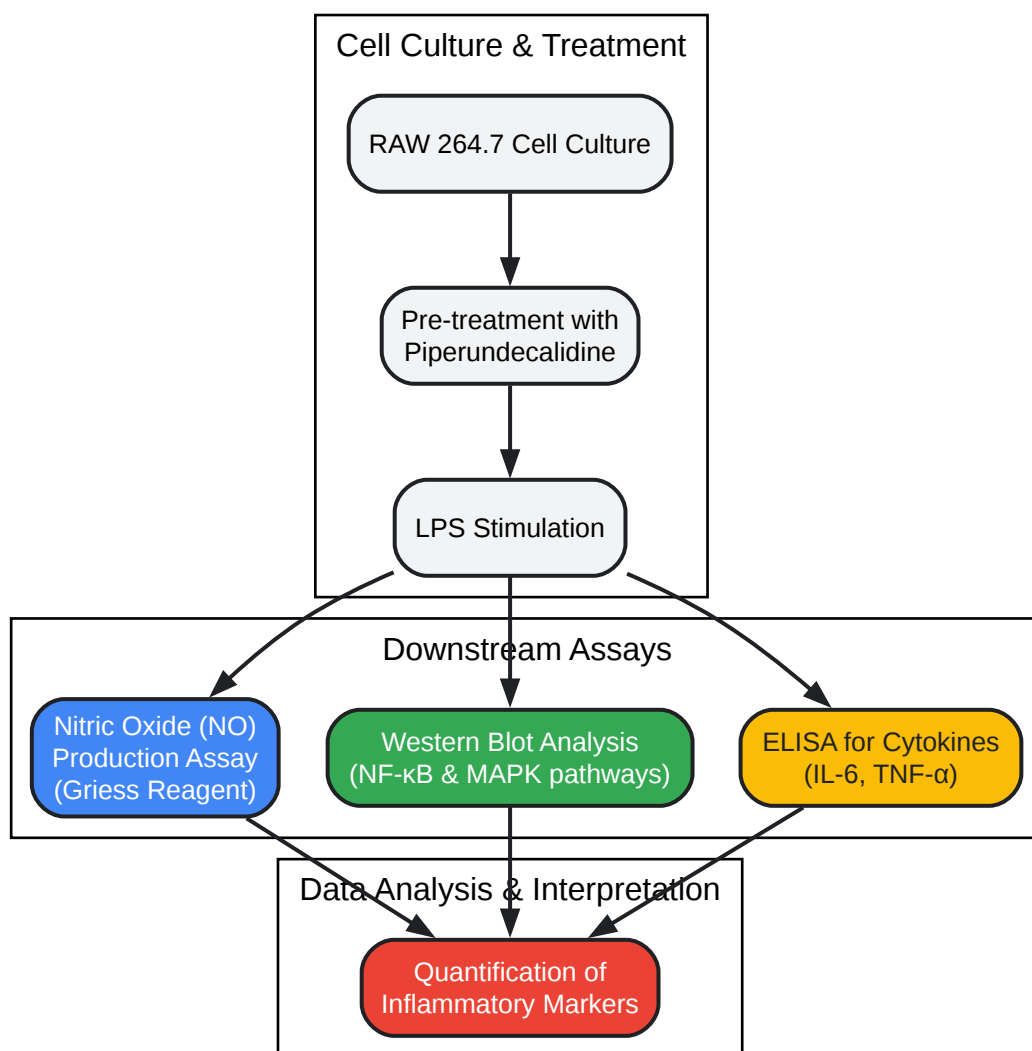 Cell Culture & Treatment
RAW 264.7 Cell Culture
Pre-treatment with
Piperundecalidine
LPS Stimulation
Downstream Assays
Nitric Oxide (NO)
Production Assay
(Griess Reagent)
Western Blot Analysis
(NF-κB & MAPK pathways)
ELISA for Cytokines
(IL-6, TNF-α)
Data Analysis & Interpretation
Quantification of
Inflammatory Markers